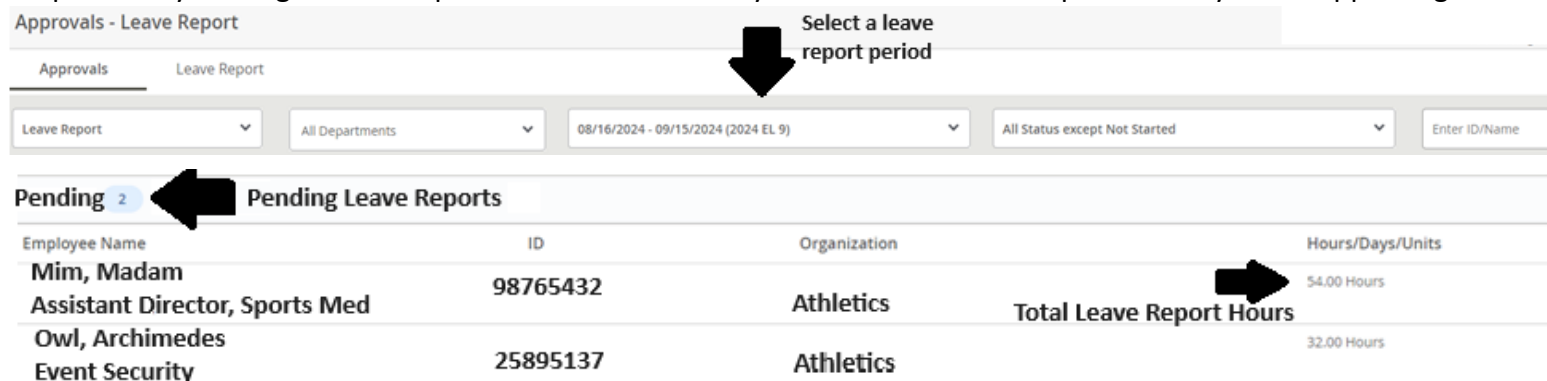 Approvals - Leave Report
Select a leave
report period
Approvals Leave Report
Leave Report All Departments 08/16/2024 - 09/15/2024 (2024 EL 9) All Status except Not Started Enter ID/Name
Pending 2 Pending Leave Reports
Employee Name ID Organization Hours/Days/Units
Mim, Madam 98765432 54.00 Hours
Assistant Director, Sports Med Athletics Total Leave Report Hours
Owl, Archimedes 32.00 Hours
Event Security 25895137 Athletics